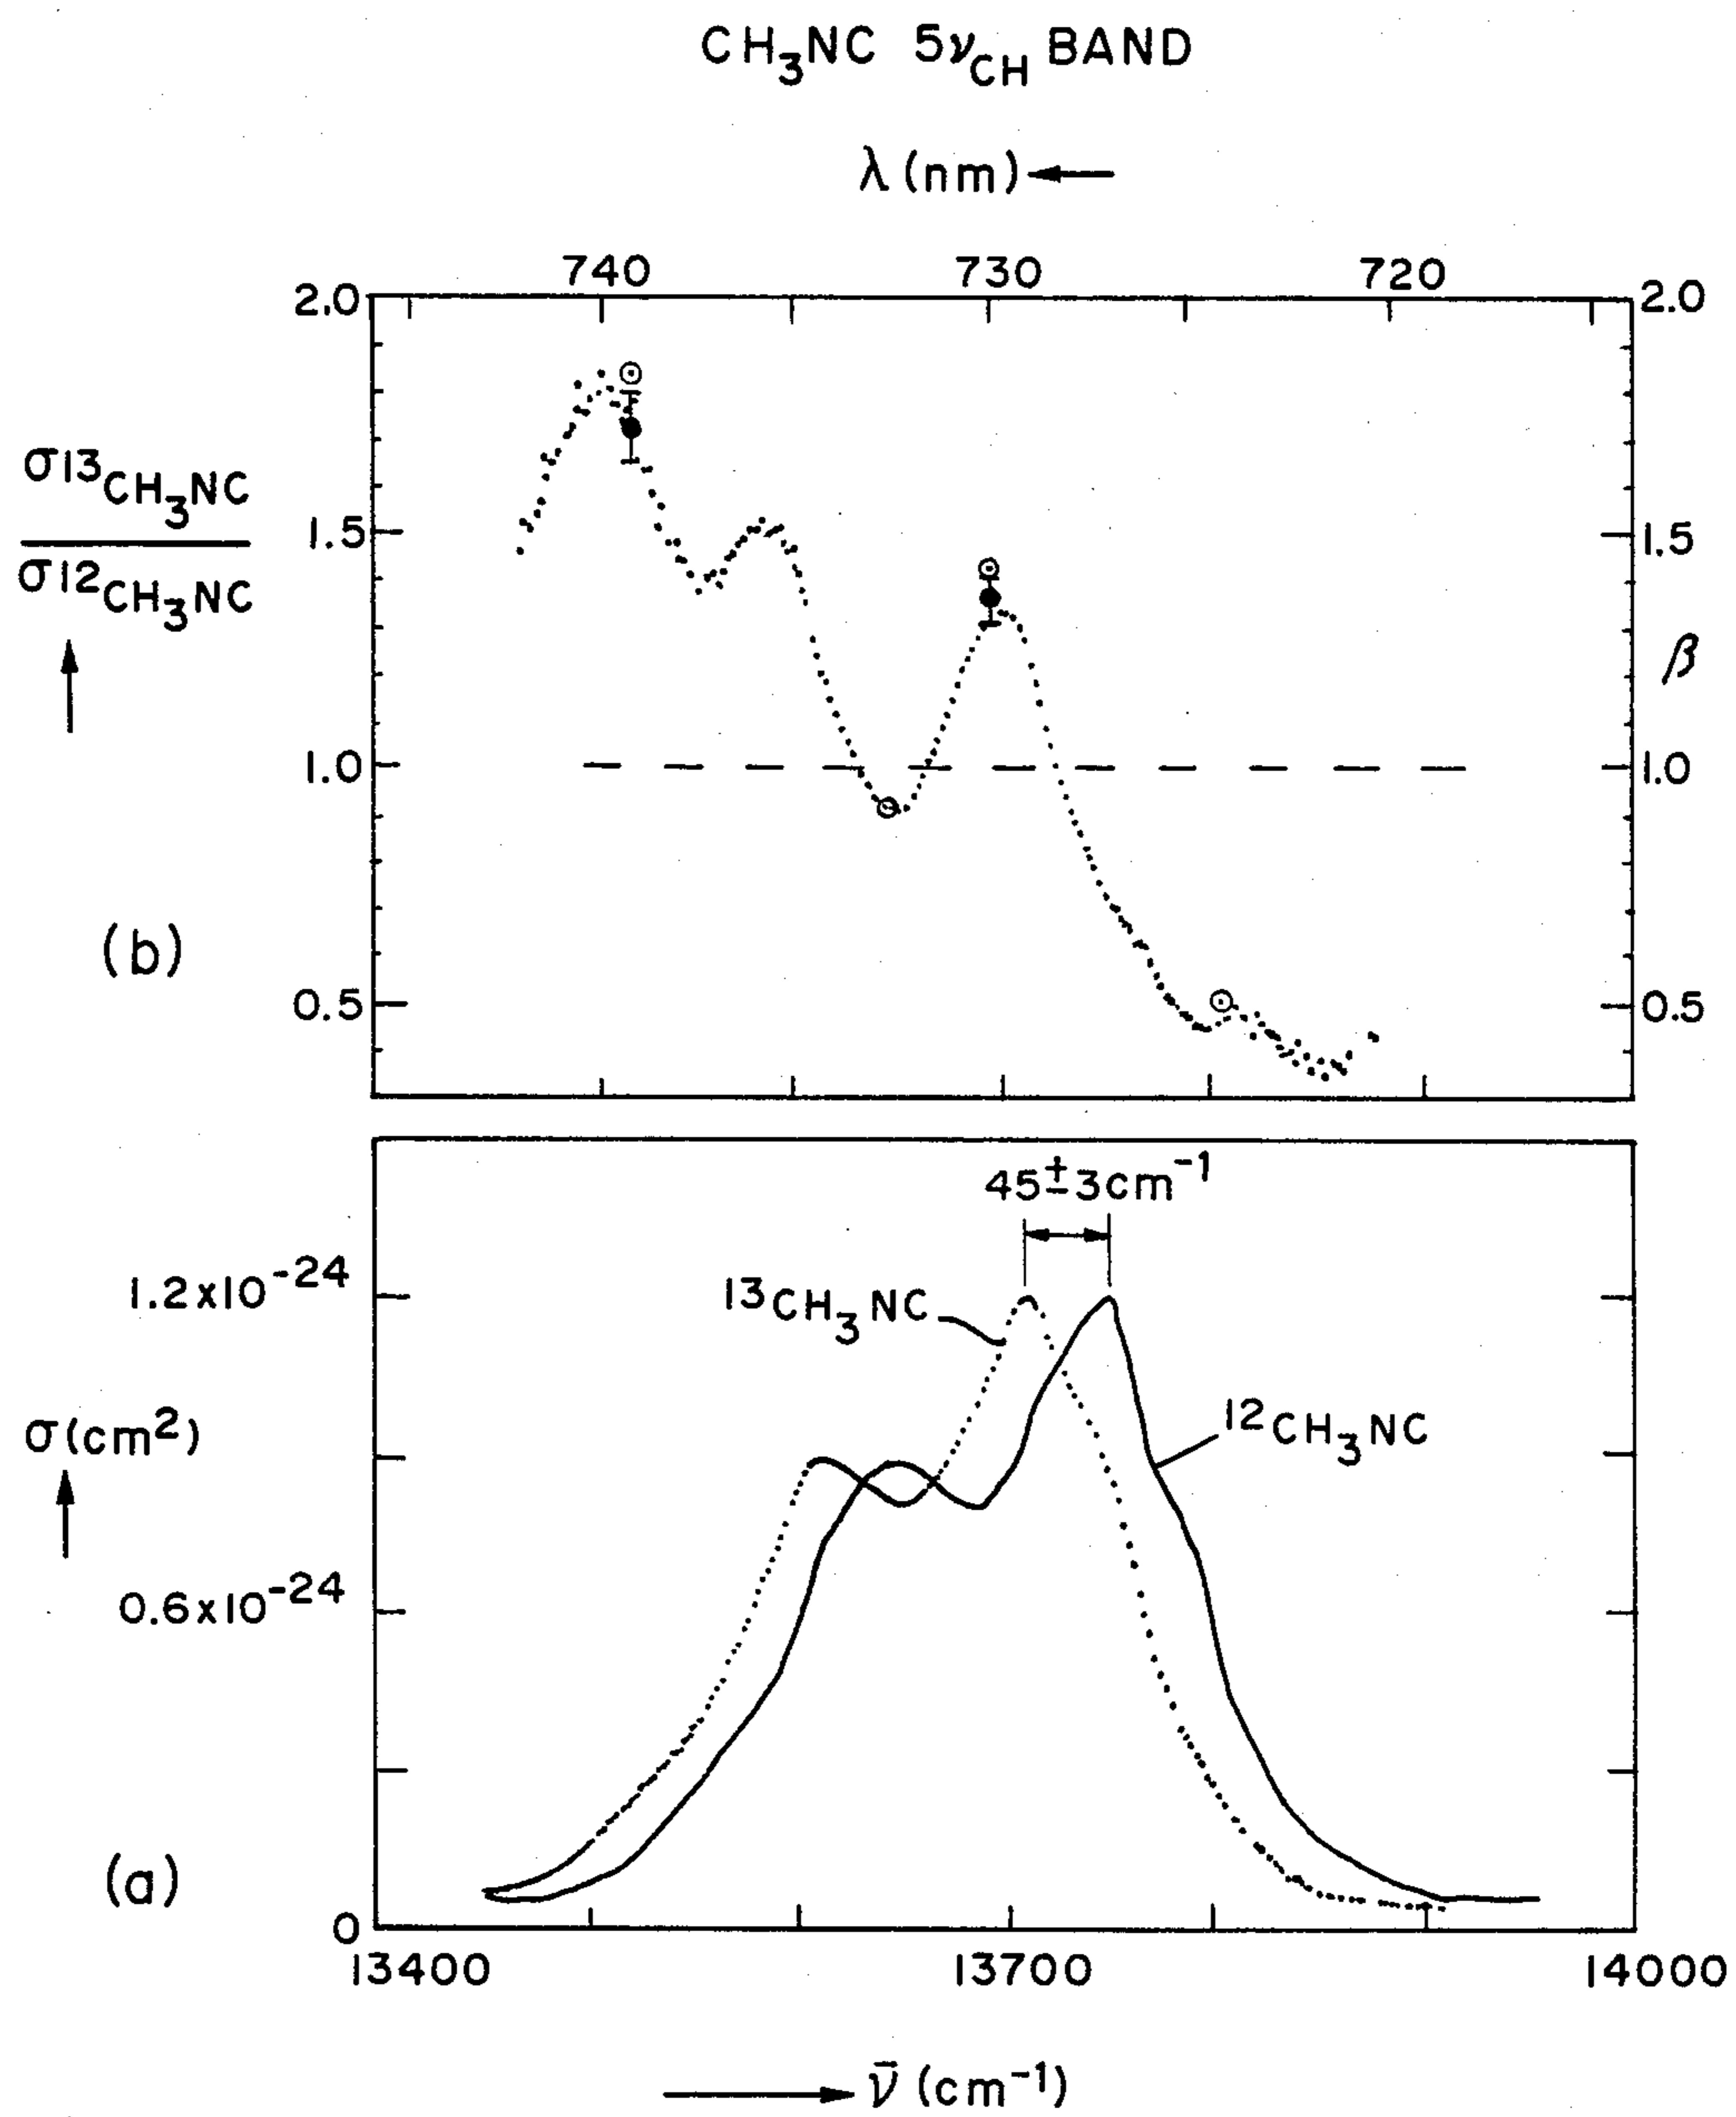 CH₃NC 5νCH BAND
λ(nm) ←
740 730 720
2.0 2.0
σ13CH₃NC
σ12CH₃NC
1.5 1.5
β
1.0 1.0
(b)
0.5 0.5
45±3cm⁻¹
1.2x10⁻²⁴
¹³CH₃NC
¹²CH₃NC
σ(cm²)
0.6x10⁻²⁴
(a)
0
13400 13700 14000
→ ν̄ (cm⁻¹)